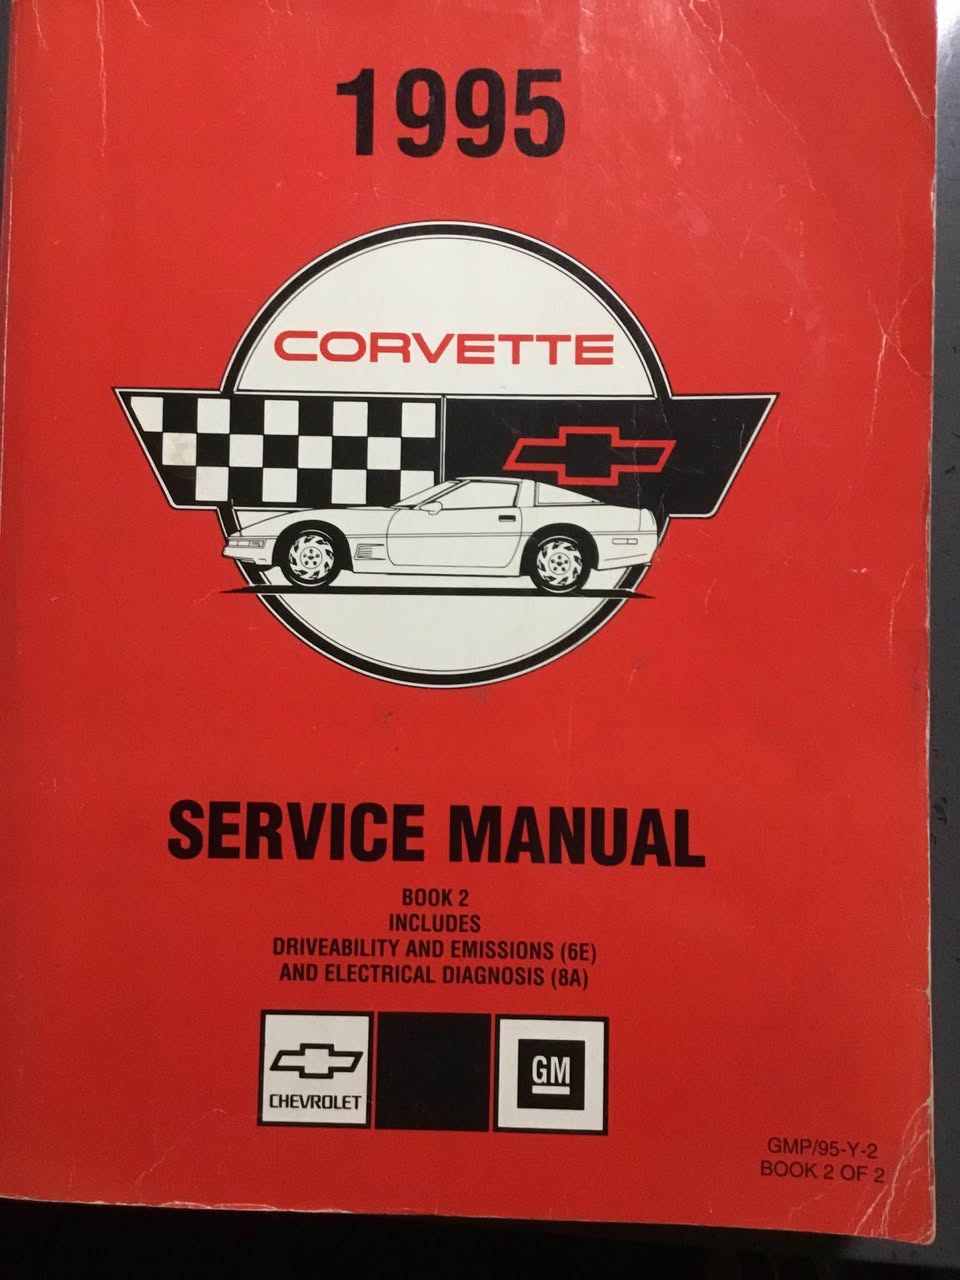 1995
CORVETTE
SERVICE MANUAL
BOOK 2
INCLUDES
DRIVEABILITY AND EMISSIONS (6E)
AND ELECTRICAL DIAGNOSIS (8A)
CHEVROLET
GM
GMP/95-Y-2
BOOK 2 OF 2